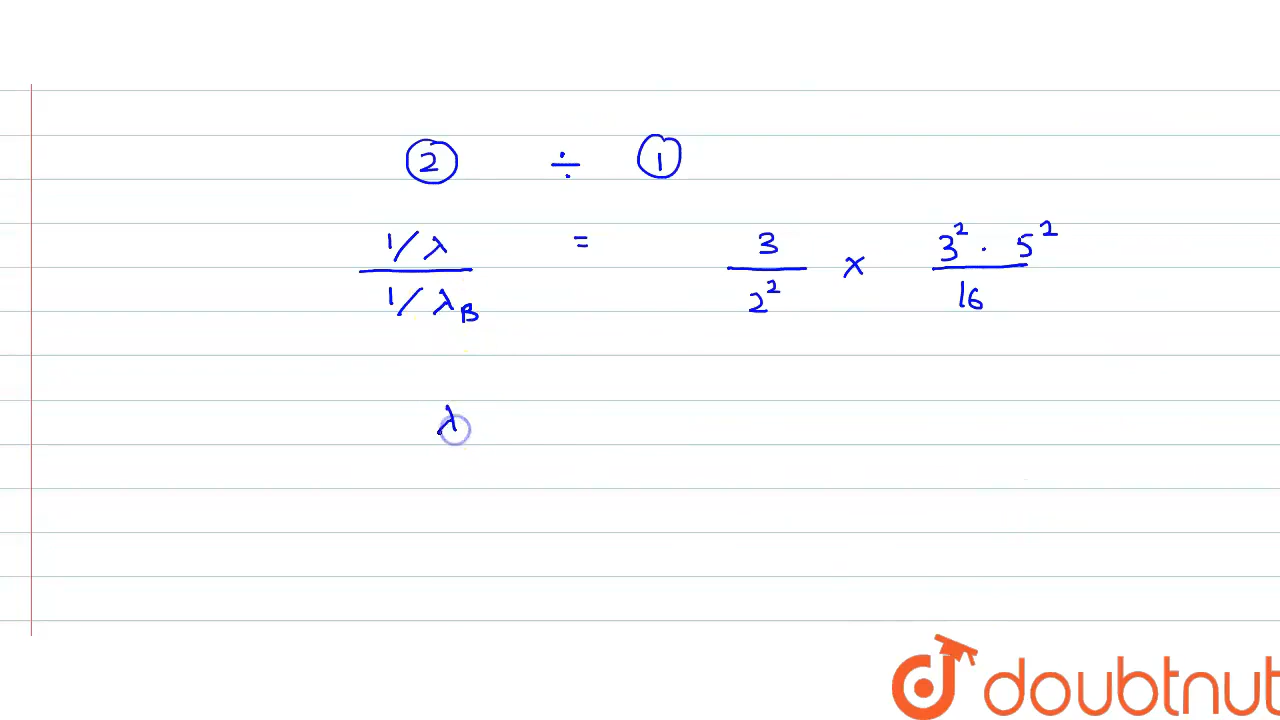 ② ÷ ①
1/λ = 3 × 3² · 5²
1/λ_B 2² 16
λ
doubtnut